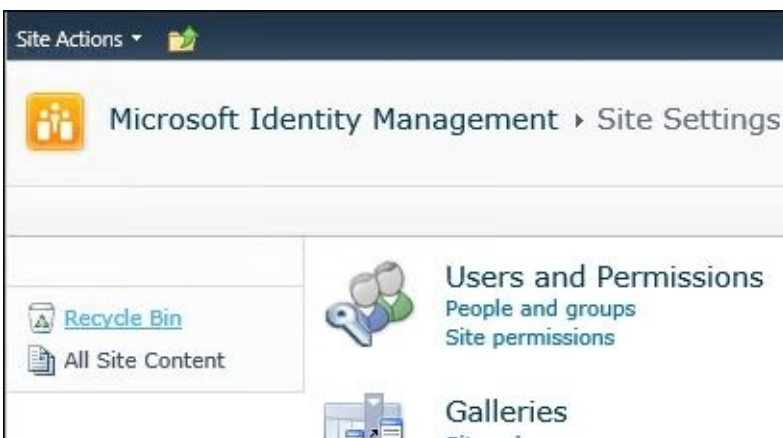 Site Actions
Microsoft Identity Management ▸ Site Settings
Recycle Bin
All Site Content
Users and Permissions
People and groups
Site permissions
Galleries